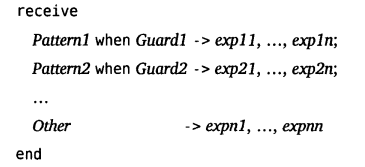 receive
Pattern1 when Guard1 -> exp11, ..., exp1n;
Pattern2 when Guard2 -> exp21, ..., exp2n;
...
Other -> expn1, ..., expnn
end